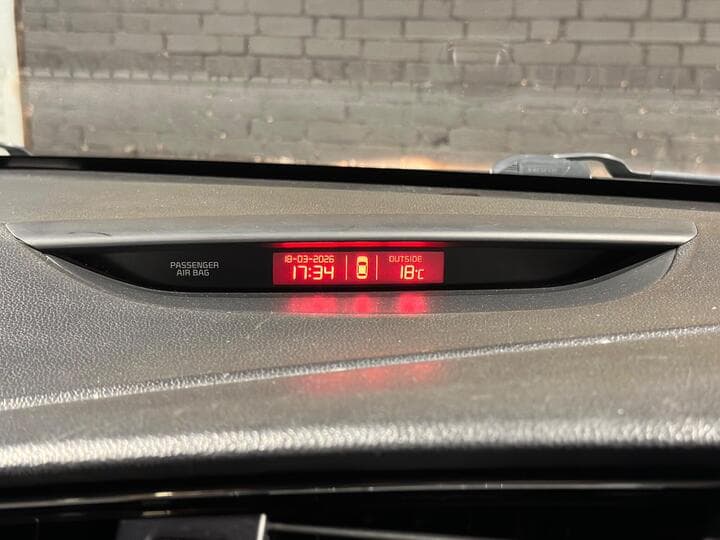 PASSENGER
AIR BAG
18-03-2026
17:34
OUTSIDE
18°C